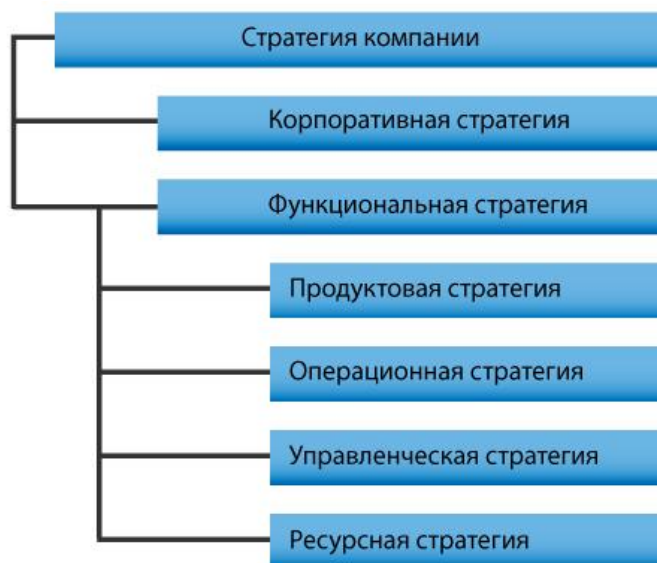 Стратегия компании
Корпоративная стратегия
Функциональная стратегия
Продуктовая стратегия
Операционная стратегия
Управленческая стратегия
Ресурсная стратегия